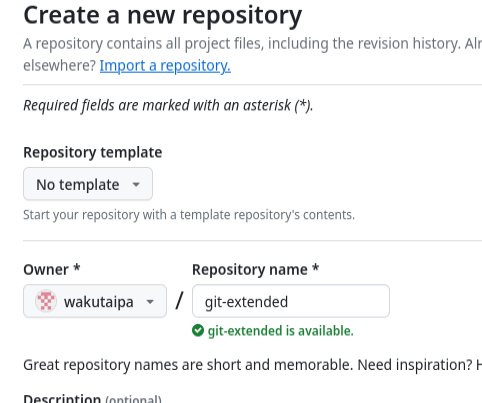 Create a new repository
A repository contains all project files, including the revision history.
elsewhere? Import a repository.
Required fields are marked with an asterisk (*).
Repository template
No template
Start your repository with a template repository's contents.
Owner *
Repository name *
wakutaipa
/
git-extended
git-extended is available.
Great repository names are short and memorable. Need inspiration?
Description (optional)